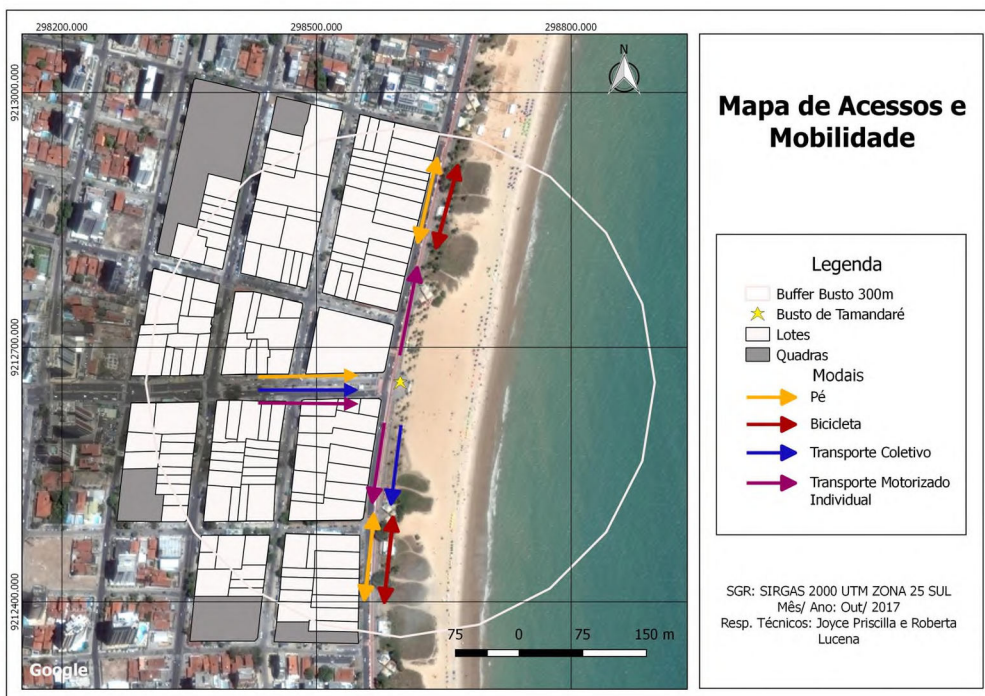 298200.000
298500.000
298800.000
9213000.000
9212700.000
9212400.000
N
75 0 75 150 m
Google
Mapa de Acessos e
Mobilidade
Legenda
Buffer Busto 300m
Busto de Tamandaré
Lotes
Quadras
Modais
Pé
Bicicleta
Transporte Coletivo
Transporte Motorizado
Individual
SGR: SIRGAS 2000 UTM ZONA 25 SUL
Mês/ Ano: Out/ 2017
Resp. Técnicos: Joyce Priscilla e Roberta
Lucena